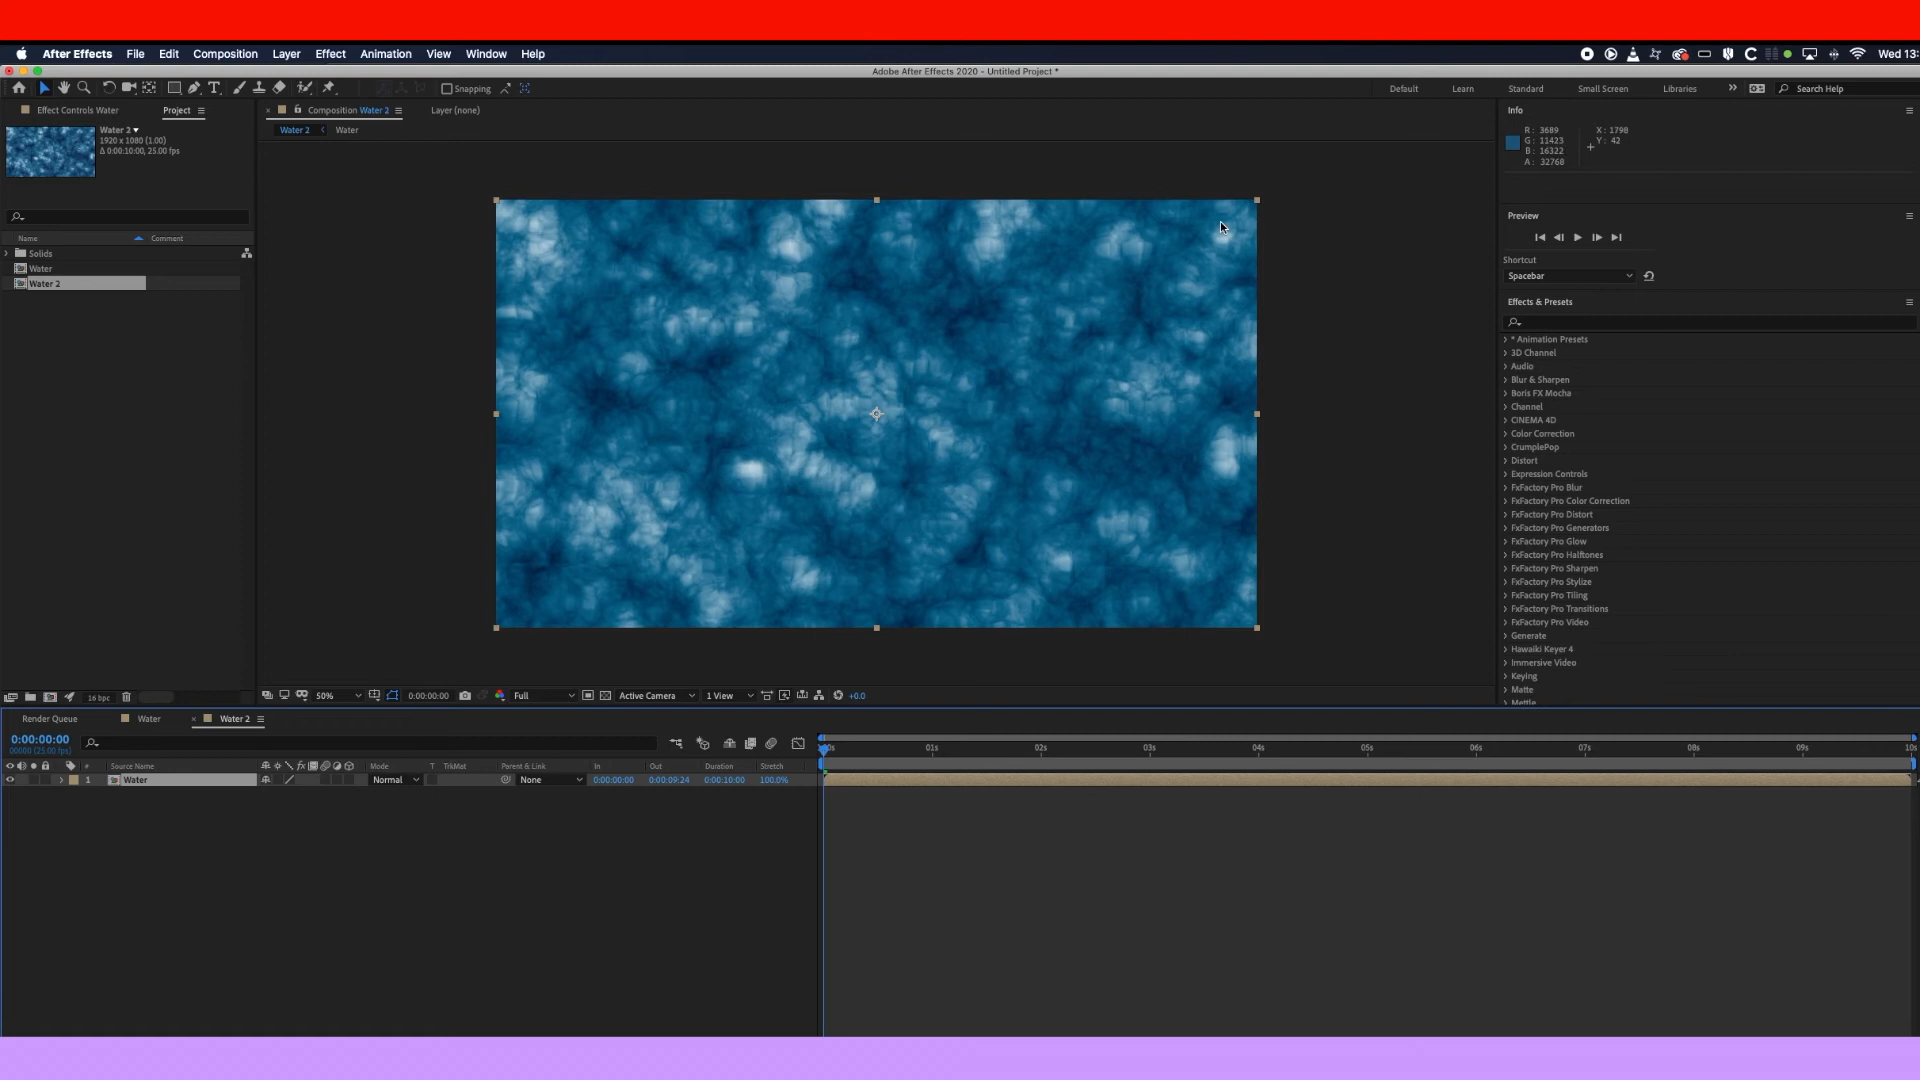 After Effects File Edit Composition Layer Effect Animation View Window Help Wed 13:
Adobe After Effects 2020 - Untitled Project *
Snapping Default Learn Standard Small Screen Libraries Search Help
Effect Controls Water Project
Composition Water 2 Layer (none)
Water 2 Water
Water 2
1920 x 1080 (1.00)
Δ 0:00:10:00, 25.00 fps
Name Comment
Solids
Water
Water 2
16 bpc
50% 0:00:00:00 Full Active Camera 1 View +0.0
Info
R: 3689
G: 11423
B: 16322
A: 32768
X: 1798
Y: 42
Preview
Shortcut
Spacebar
Effects & Presets
* Animation Presets
3D Channel
Audio
Blur & Sharpen
Boris FX Mocha
Channel
CINEMA 4D
Color Correction
CrumplePop
Distort
Expression Controls
FxFactory Pro Blur
FxFactory Pro Color Correction
FxFactory Pro Distort
FxFactory Pro Generators
FxFactory Pro Glow
FxFactory Pro Halftones
FxFactory Pro Sharpen
FxFactory Pro Stylize
FxFactory Pro Tiling
FxFactory Pro Transitions
FxFactory Pro Video
Generate
Hawaiki Keyer 4
Immersive Video
Keying
Matte
Mettle
Render Queue Water Water 2
0:00:00:00
00000 (25.00 fps)
01s 02s 03s 04s 05s 06s 07s 08s 09s 10s
# Source Name Mode T TrkMat Parent & Link In Out Duration Stretch
1 Water Normal None 0:00:00:00 0:00:09:24 0:00:10:00 100.0%